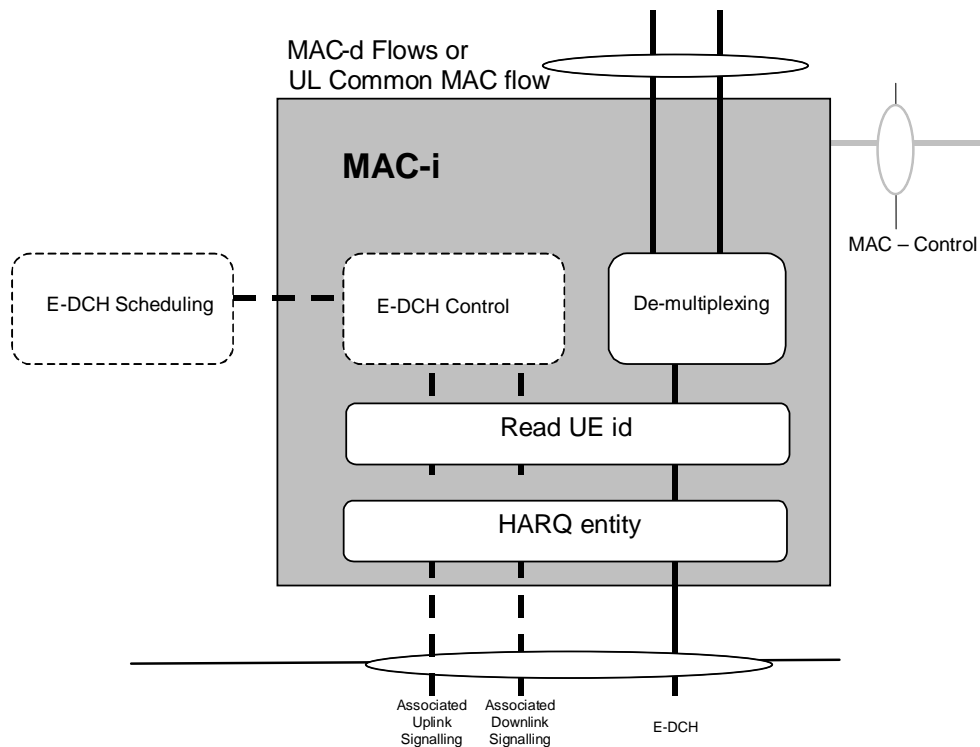 MAC-d Flows or
UL Common MAC flow
MAC-i
MAC – Control
E-DCH Scheduling
E-DCH Control
De-multiplexing
Read UE id
HARQ entity
Associated
Uplink
Signalling
Associated
Downlink
Signalling
E-DCH